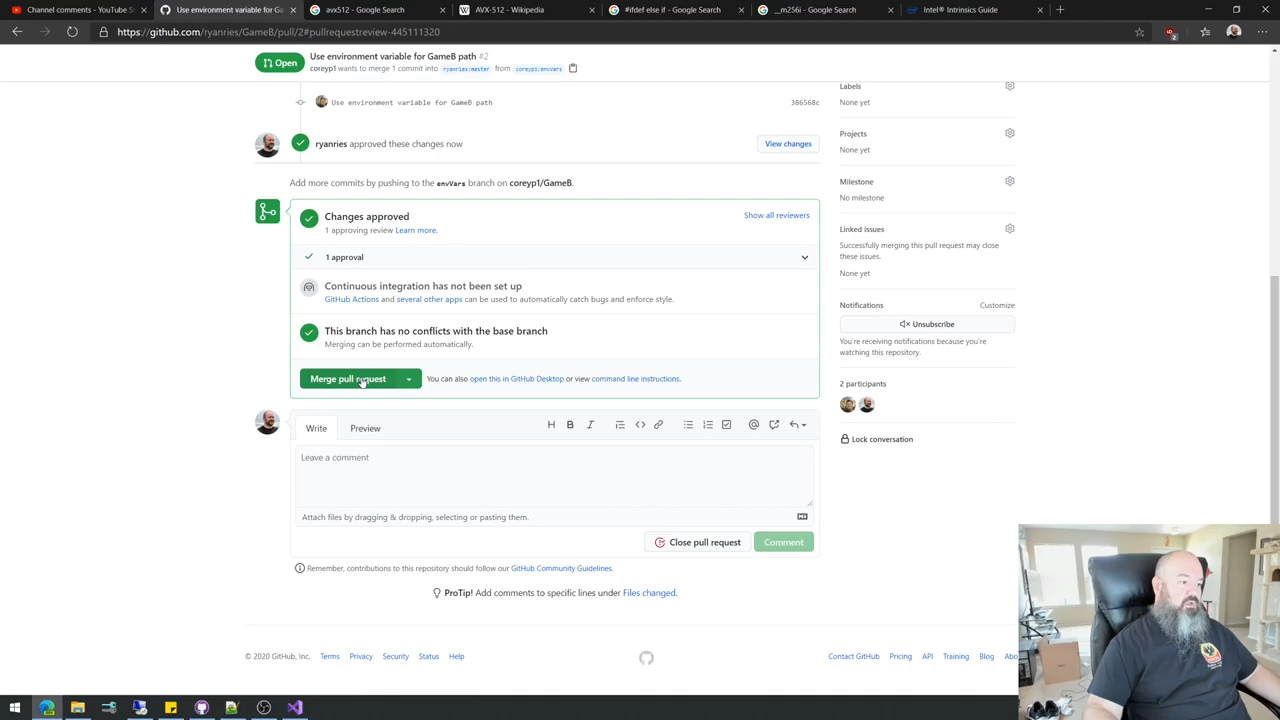 Channel comments - YouTube St
Use environment variable for Gam
avx512 - Google Search
AVX-512 - Wikipedia
#ifdef else if - Google Search
__m256i - Google Search
Intel® Intrinsics Guide
https://github.com/ryanries/GameB/pull/2#pullrequestreview-445111320
Open
Use environment variable for GameB path #2
coreyp1 wants to merge 1 commit into ryanries:master from coreyp1:envVars
Use environment variable for GameB path
386568c
ryanries approved these changes now
View changes
Add more commits by pushing to the envVars branch on coreyp1/GameB.
Changes approved
1 approving review Learn more.
Show all reviewers
1 approval
Continuous integration has not been set up
GitHub Actions and several other apps can be used to automatically catch bugs and enforce style.
This branch has no conflicts with the base branch
Merging can be performed automatically.
Merge pull request
You can also open this in GitHub Desktop or view command line instructions.
Write
Preview
H B I
Leave a comment
Attach files by dragging & dropping, selecting or pasting them.
Close pull request
Comment
Remember, contributions to this repository should follow our GitHub Community Guidelines.
ProTip! Add comments to specific lines under Files changed.
Labels
None yet
Projects
None yet
Milestone
No milestone
Linked issues
Successfully merging this pull request may close
these issues.
None yet
Notifications
Customize
Unsubscribe
You're receiving notifications because you're
watching this repository.
2 participants
Lock conversation
© 2020 GitHub, Inc.
Terms
Privacy
Security
Status
Help
Contact GitHub
Pricing
API
Training
Blog
Abo